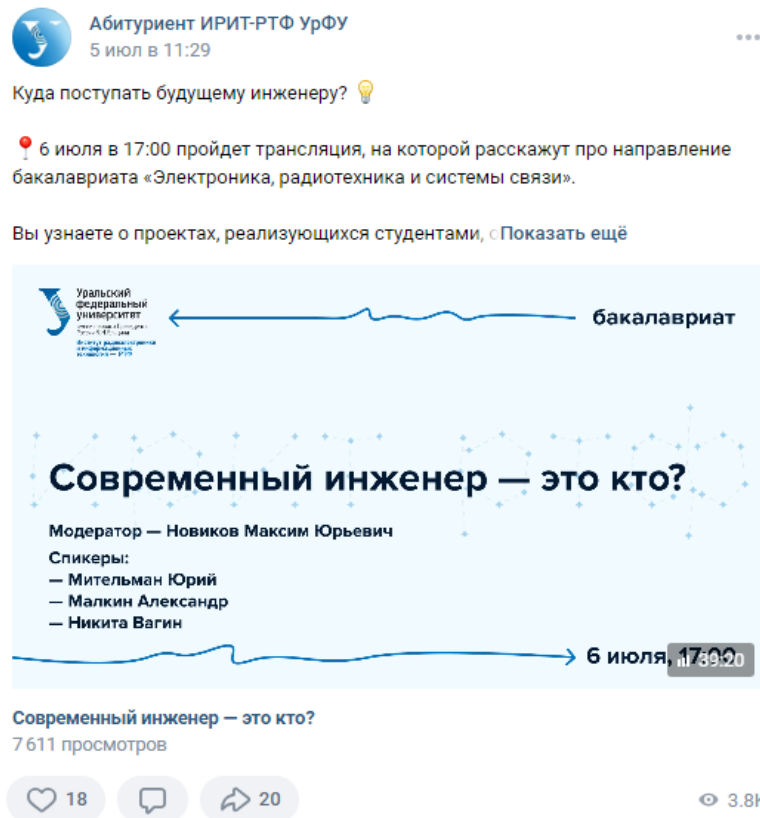 Абитуриент ИРИТ-РТФ УрФУ
5 июл в 11:29
Куда поступать будущему инженеру? 💡
📍 6 июля в 17:00 пройдет трансляция, на которой расскажут про направление
бакалавриата «Электроника, радиотехника и системы связи».
Вы узнаете о проектах, реализующихся студентами, Показать ещё
Уральский
федеральный
университет
бакалавриат
Современный инженер — это кто?
Модератор — Новиков Максим Юрьевич
Спикеры:
— Мительман Юрий
— Малкин Александр
— Никита Вагин
6 июля, 17:00
39:20
Современный инженер — это кто?
7 611 просмотров
18
20
3.8K